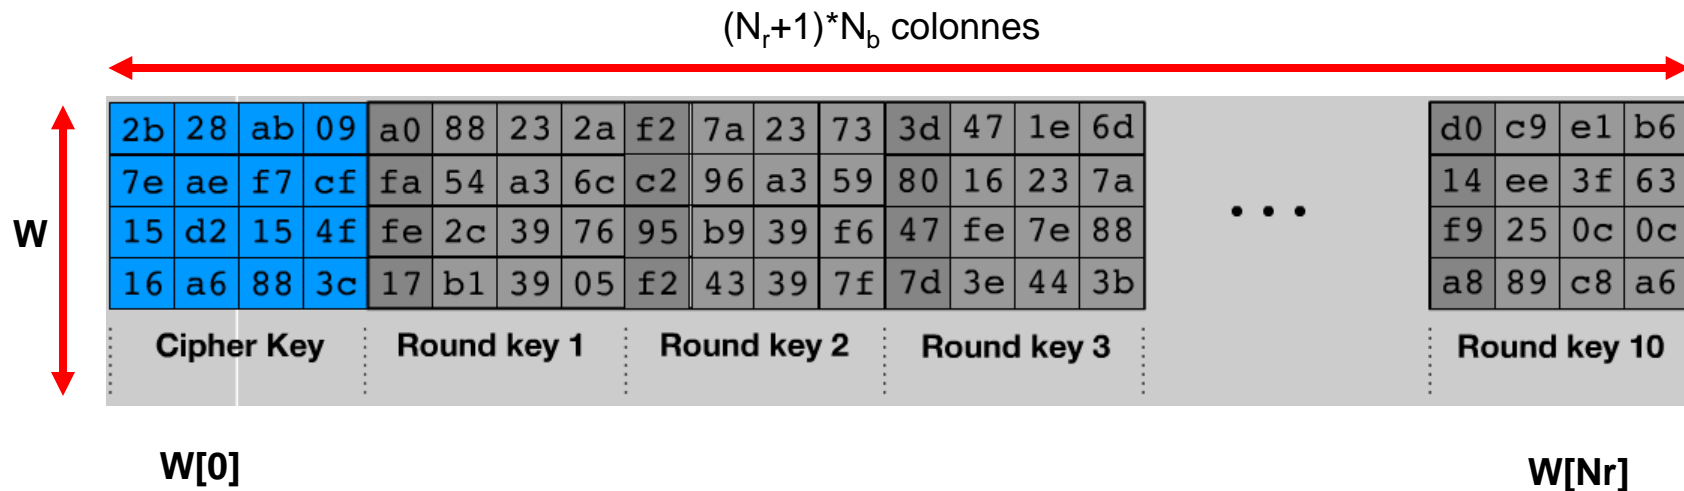 (Nr+1)*Nb colonnes
2b 28 ab 09 a0 88 23 2a f2 7a 23 73 3d 47 1e 6d d0 c9 e1 b6
7e ae f7 cf fa 54 a3 6c c2 96 a3 59 80 16 23 7a 14 ee 3f 63
W
15 d2 15 4f fe 2c 39 76 95 b9 39 f6 47 fe 7e 88 ... f9 25 0c 0c
16 a6 88 3c 17 b1 39 05 f2 43 39 7f 7d 3e 44 3b a8 89 c8 a6
Cipher Key Round key 1 Round key 2 Round key 3 Round key 10
W[0] W[Nr]